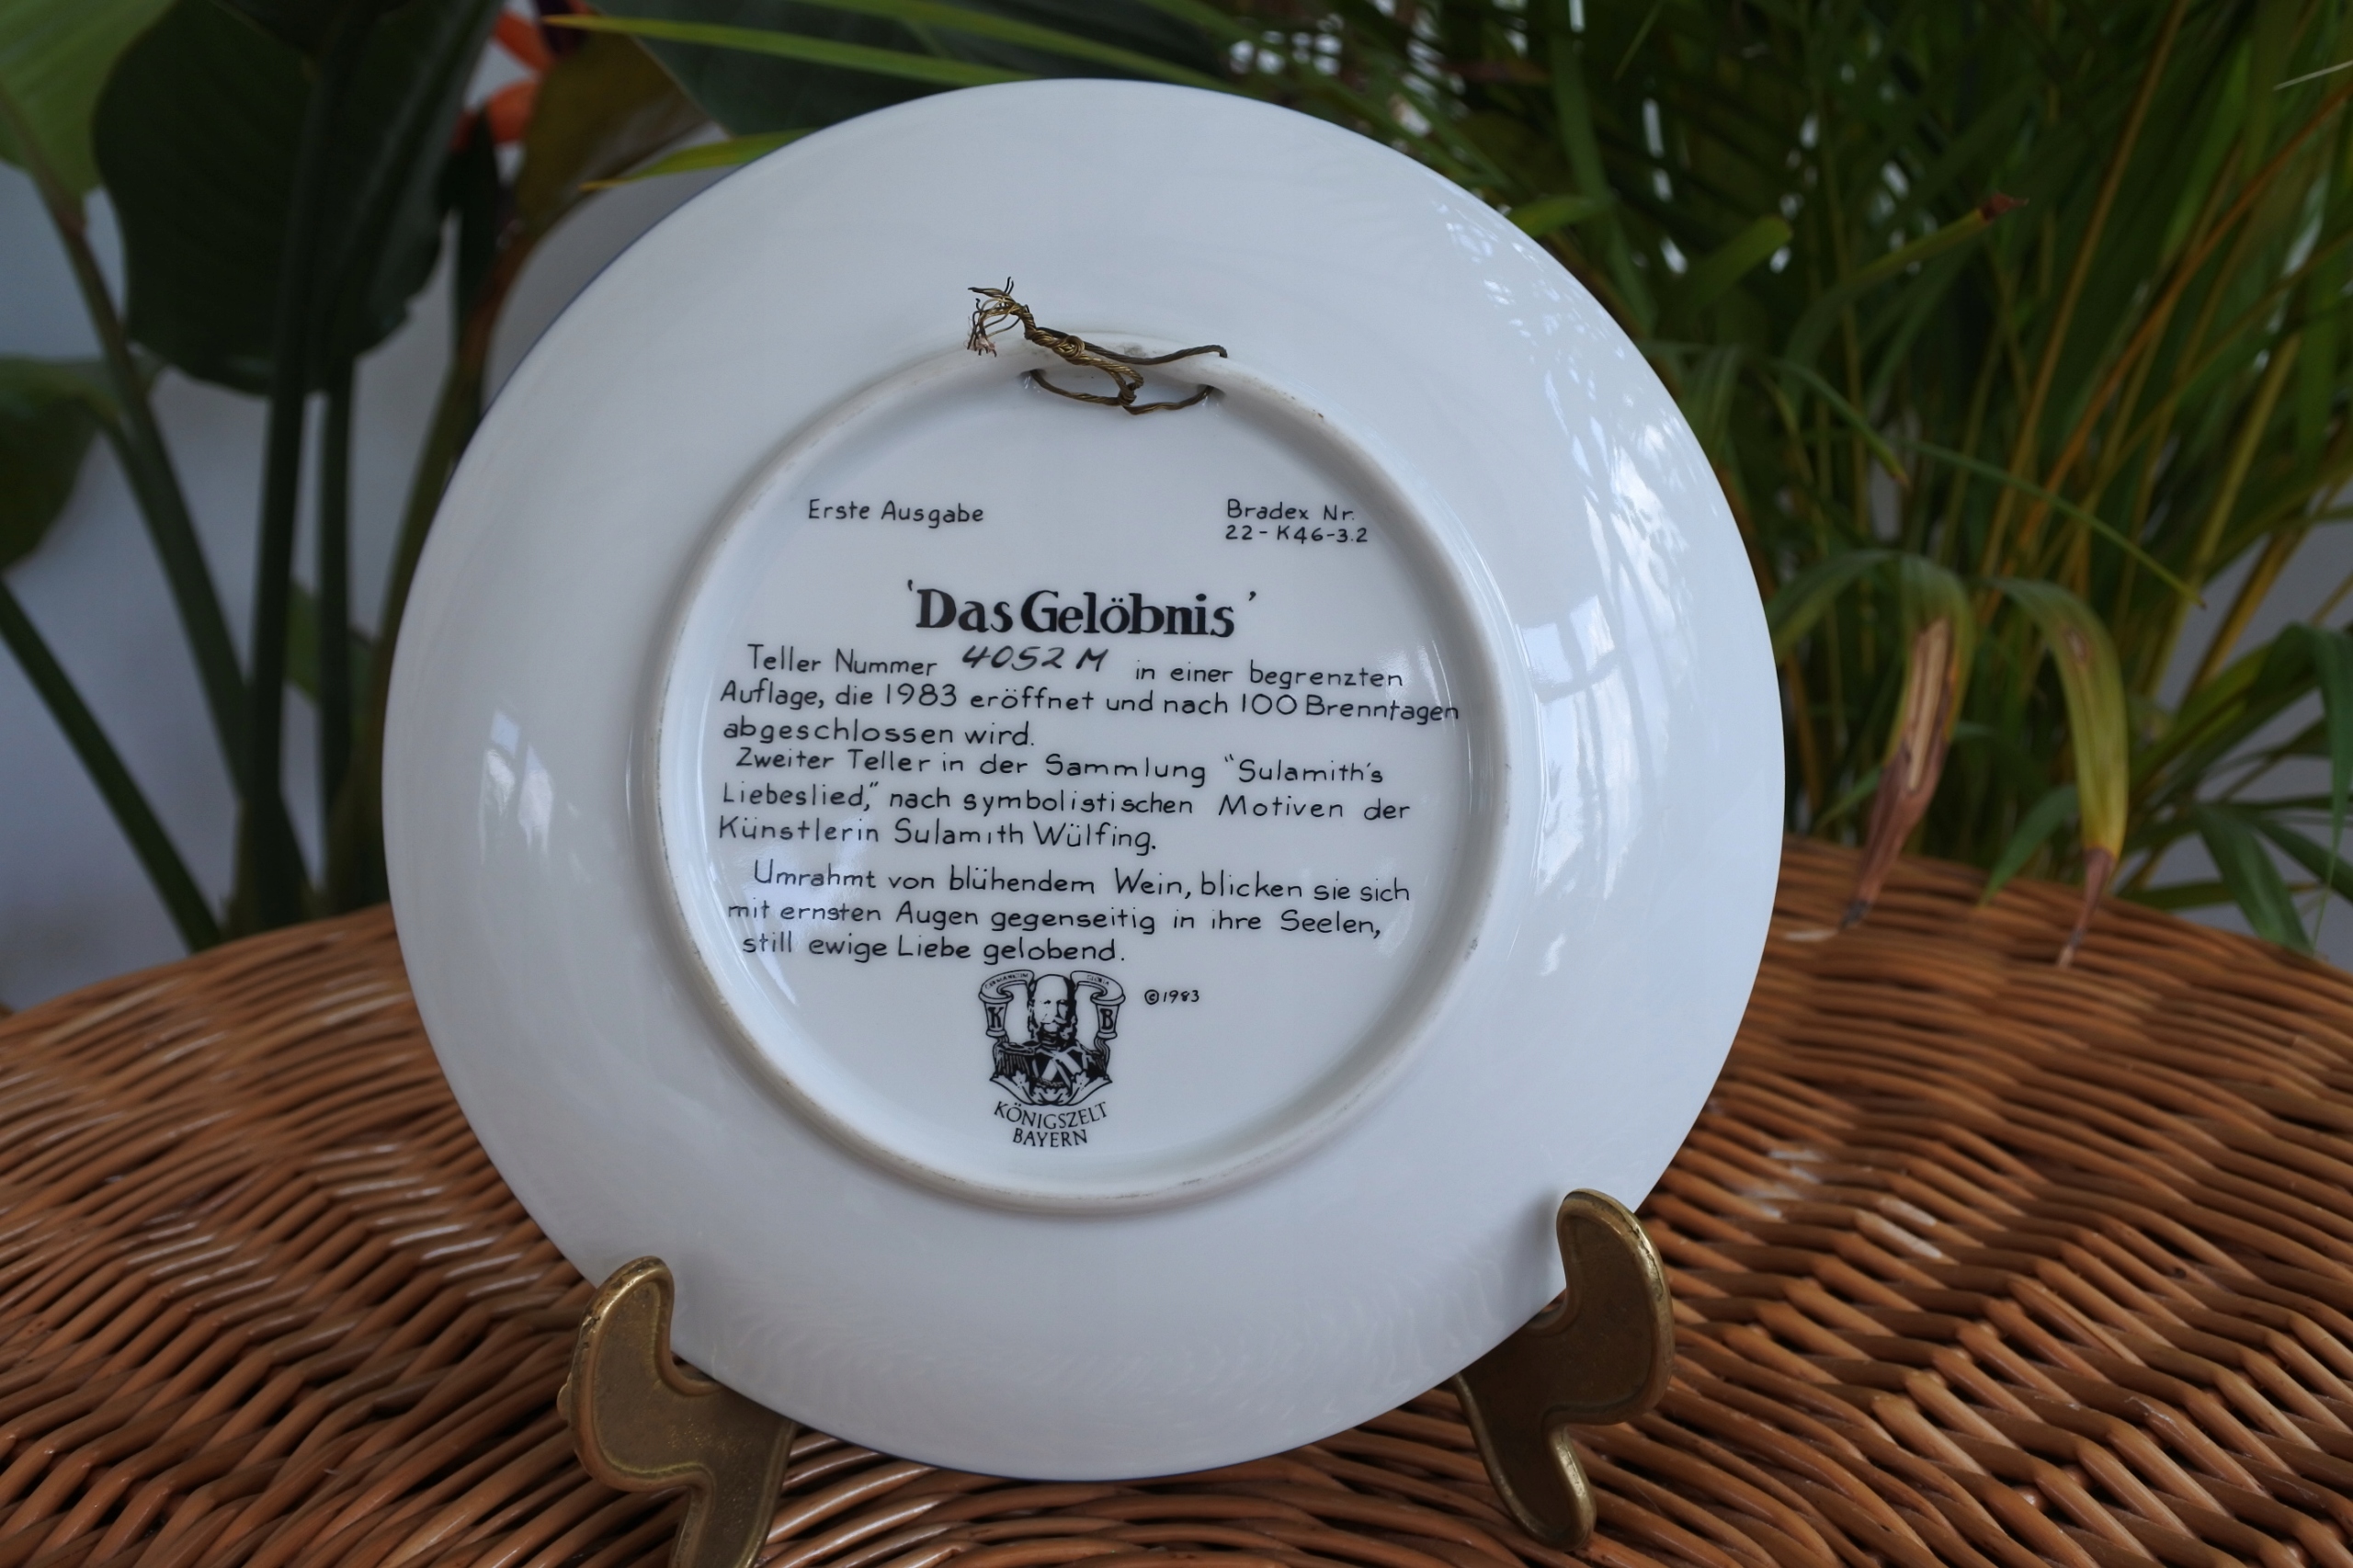 Erste Ausgabe
Bradex Nr.
22-K46-3.2
'Das Gelöbnis'
Teller Nummer 4052 M in einer begrenzten
Auflage, die 1983 eröffnet und nach 100 Brenntagen
abgeschlossen wird.
Zweiter Teller in der Sammlung "Sulamith's
Liebeslied," nach symbolistischen Motiven der
Künstlerin Sulamith Wülfing.
Umrahmt von blühendem Wein, blicken sie sich
mit ernsten Augen gegenseitig in ihre Seelen,
still ewige Liebe gelobend.
©1983
K B
KÖNIGSZELT
BAYERN